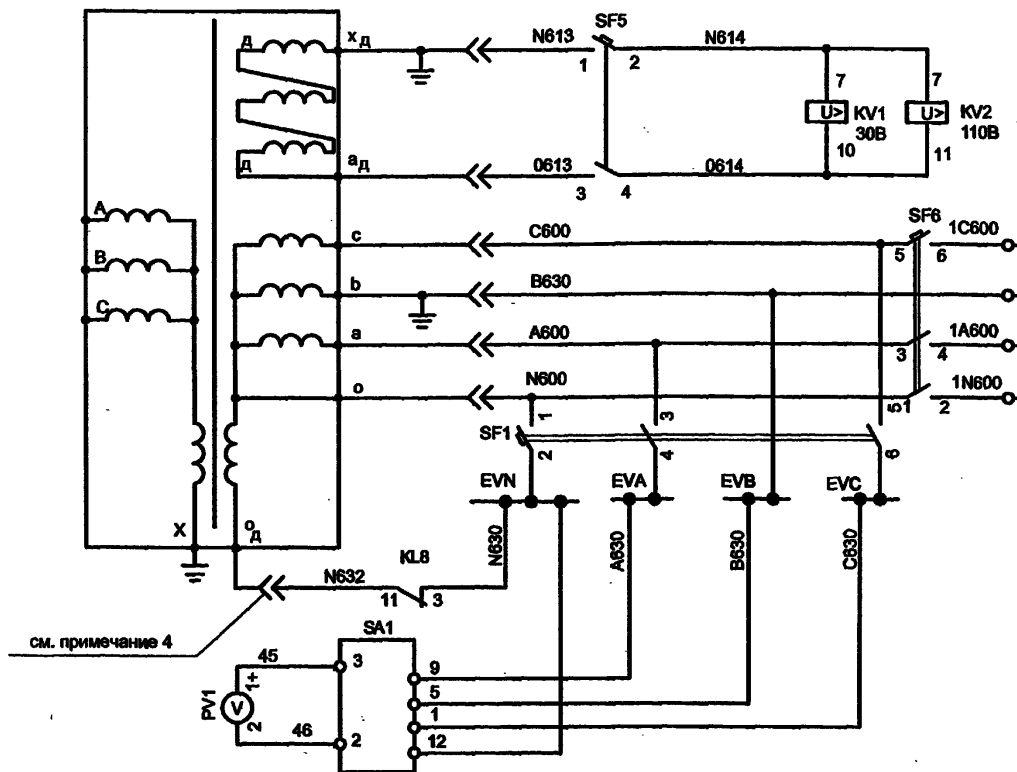 SF5
Д
x Д
N613
N614
1
2
7
7
U>
KV1
30В
U>
KV2
110В
10
11
Д
a Д
0613
0614
3
4
A
B
C
c
C600
SF6
1C600
5
6
b
B630
a
A600
1A600
3
4
o
N600
1N600
5
1
2
1
3
SF1
2
4
6
EVN
EVA
EVB
EVC
X
o Д
N630
A630
B630
C630
KL8
N632
11
3
см. примечание 4
SA1
45
3
9
1+
5
PV1
V
1
2
46
2
12